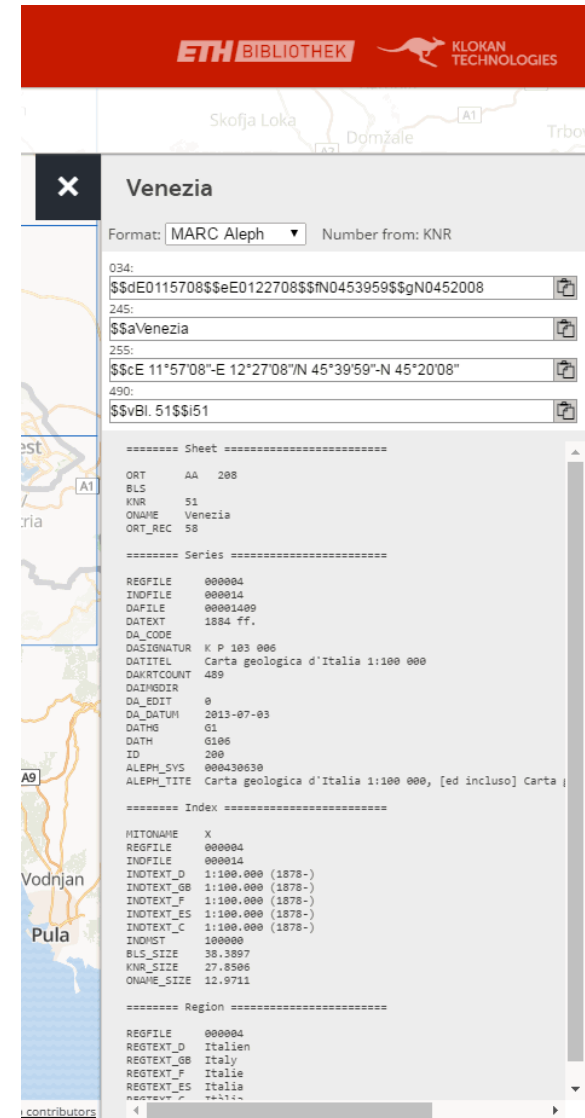 ETH BIBLIOTHEK KLOKAN TECHNOLOGIES
A1
Skofja Loka
Domžale
A2
× Venezia
Format: MARC Aleph Number from: KNR
034:
$$dE0115708$$eE0122708$$fN0453959$$gN0452008
245:
$$aVenezia
255:
$$cE 11°57'08"-E 12°27'08"/N 45°39'59"-N 45°20'08"
490:
$$vBl. 51$$i51
======== Sheet =========================
ORT AA 208
BLS
KNR 51
ONAME Venezia
ORT_REC 58
A1
======== Series ========================
REGFILE 000004
INDFILE 000014
DAFILE 00001409
DATEXT 1884 ff.
DA_CODE
DASIGNATUR K P 103 006
DATITEL Carta geologica d'Italia 1:100 000
DAKRTCOUNT 489
DAIMGDIR
DA_EDIT 0
DA_DATUM 2013-07-03
DATHG G1
DATH G106
ID 200
ALEPH_SYS 000430630
A9
ALEPH_TITE Carta geologica d'Italia 1:100 000, [ed incluso] Carta
======== Index =========================
MITONAME X
REGFILE 000004
INDFILE 000014
INDTEXT_D 1:100.000 (1878-)
INDTEXT_GB 1:100.000 (1878-)
INDTEXT_F 1:100.000 (1878-)
INDTEXT_ES 1:100.000 (1878-)
INDTEXT_C 1:100.000 (1878-)
INDMST 100000
BLS_SIZE 38.3897
KNR_SIZE 27.8506
ONAME_SIZE 12.9711
Vodnjan
Pula
======== Region ========================
REGFILE 000004
REGTEXT_D Italien
REGTEXT_GB Italy
REGTEXT_F Italie
REGTEXT_ES Italia
REGTEXT_C Itàlia
contributors